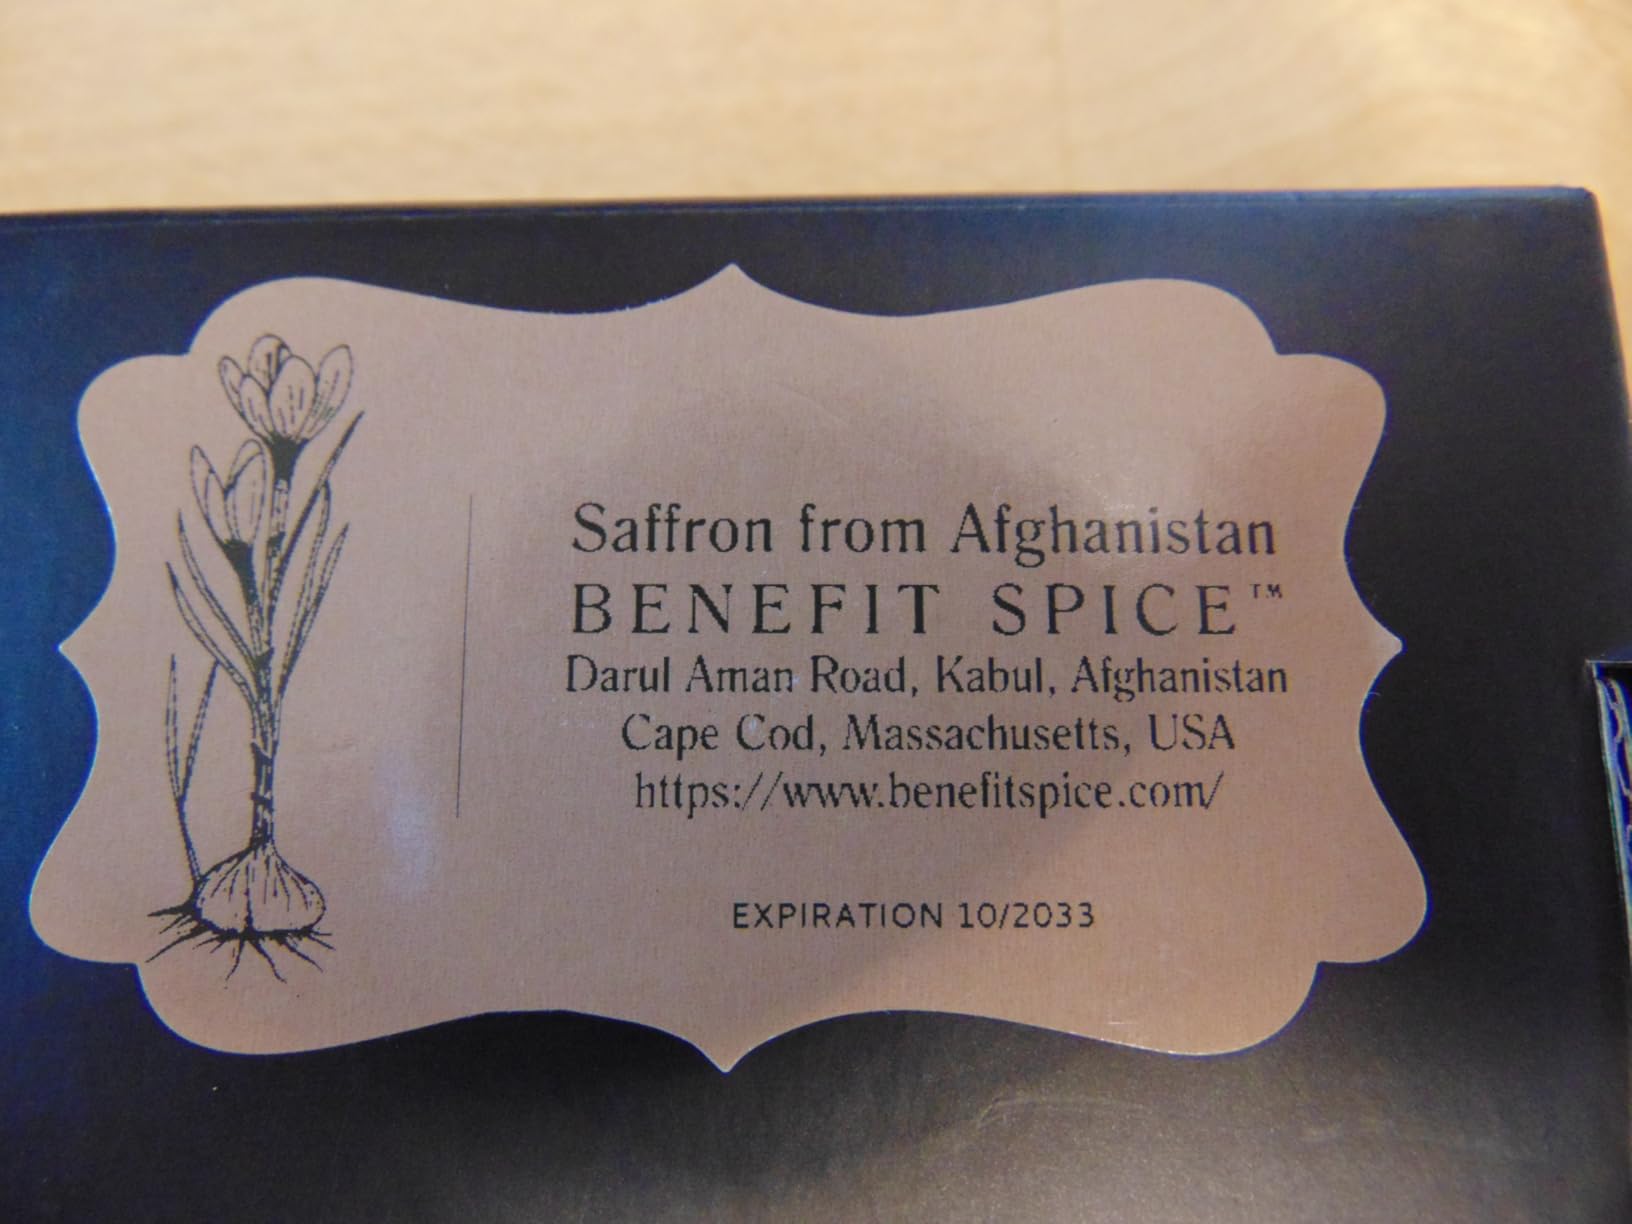 Saffron from Afghanistan
BENEFIT SPICE™
Darul Aman Road, Kabul, Afghanistan
Cape Cod, Massachusetts, USA
https://www.benefitspice.com/
EXPIRATION 10/2033